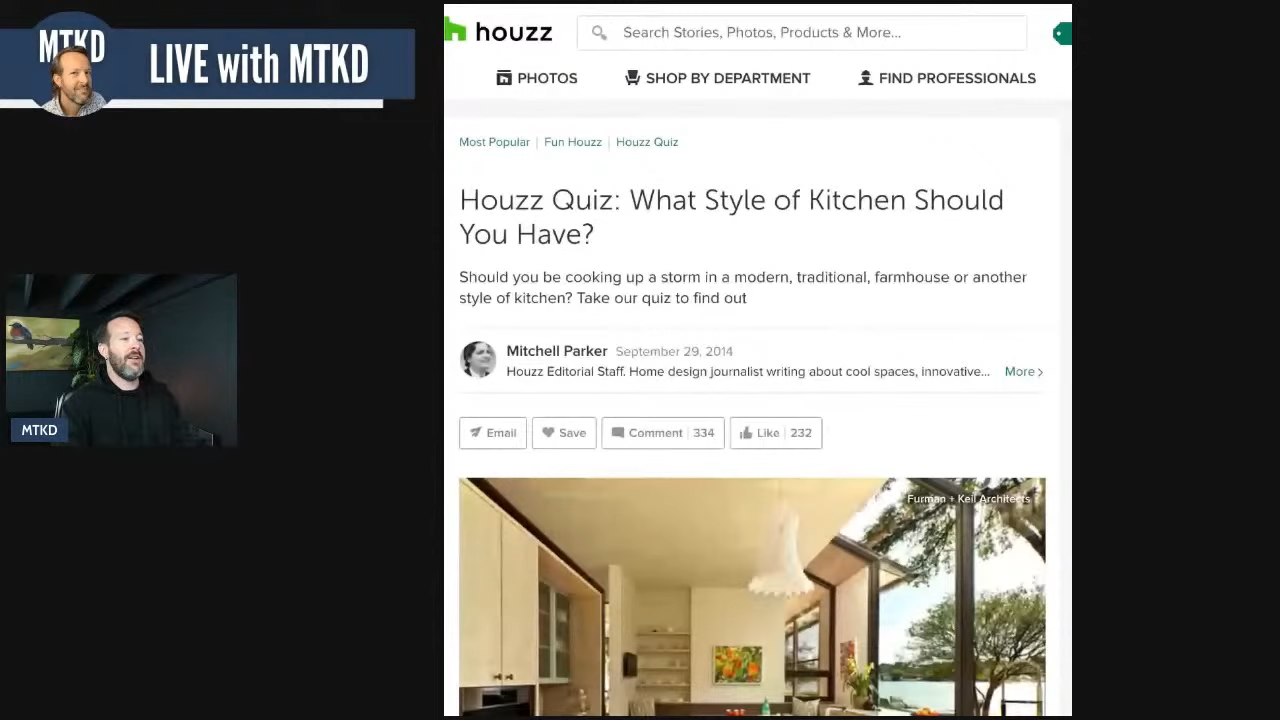 MTKD
LIVE with MTKD
MTKD
houzz
Search Stories, Photos, Products & More...
PHOTOS
SHOP BY DEPARTMENT
FIND PROFESSIONALS
Most Popular | Fun Houzz | Houzz Quiz
Houzz Quiz: What Style of Kitchen Should
You Have?
Should you be cooking up a storm in a modern, traditional, farmhouse or another
style of kitchen? Take our quiz to find out
Mitchell Parker September 29, 2014
Houzz Editorial Staff. Home design journalist writing about cool spaces, innovative... More
Email
Save
Comment | 334
Like | 232
Furman + Keil Architects